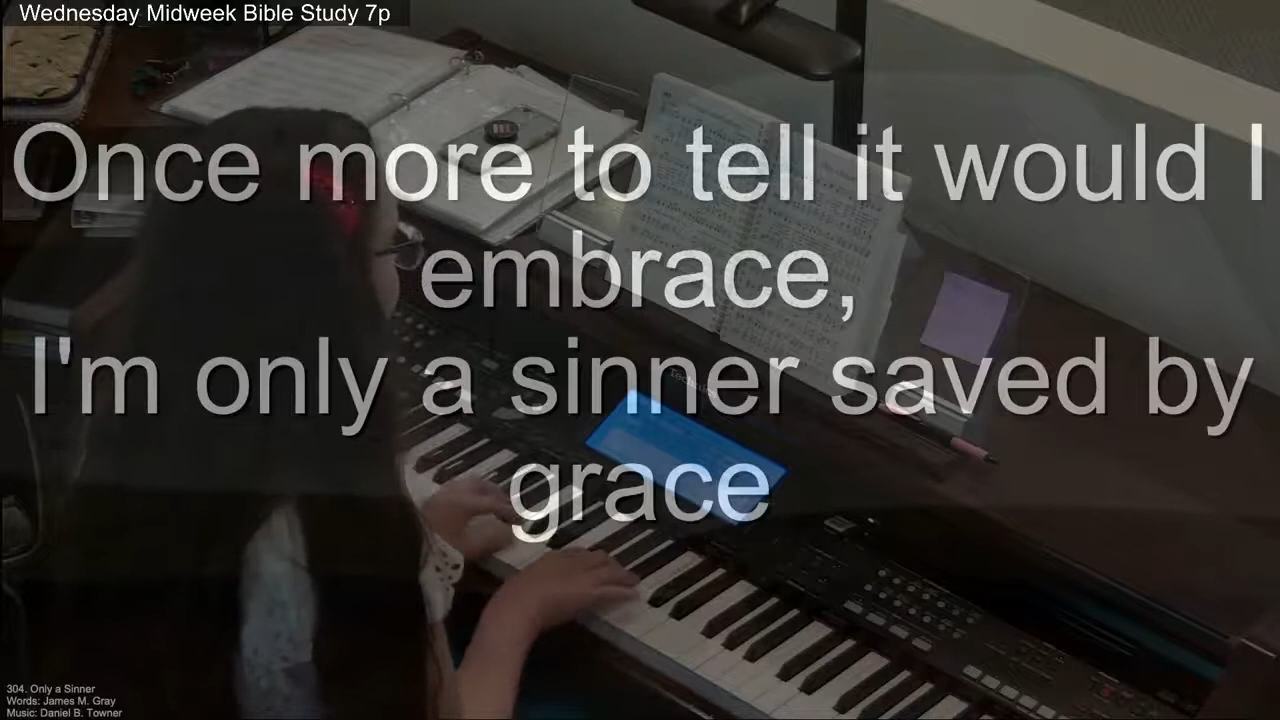 Wednesday Midweek Bible Study 7p
Once more to tell it would I
embrace,
I'm only a sinner saved by
grace
304. Only a Sinner
Words: James M. Gray
Music: Daniel B. Towner